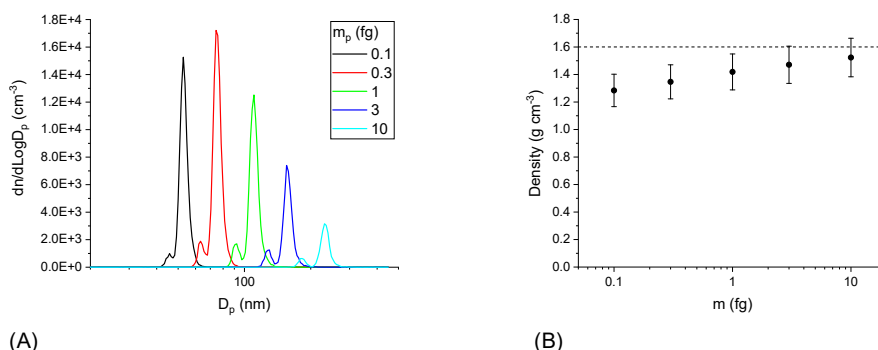 1.8E+4
1.6E+4
1.4E+4
1.2E+4
1.0E+4
8.0E+3
6.0E+3
4.0E+3
2.0E+3
0.0E+0
dn/dLogDp (cm-3)
100
Dp (nm)
mp (fg)
0.1
0.3
1
3
10
(A)
1.8
1.6
1.4
1.2
1.0
0.8
0.6
0.4
0.2
0.0
Density (g cm-3)
0.1
1
10
m (fg)
(B)